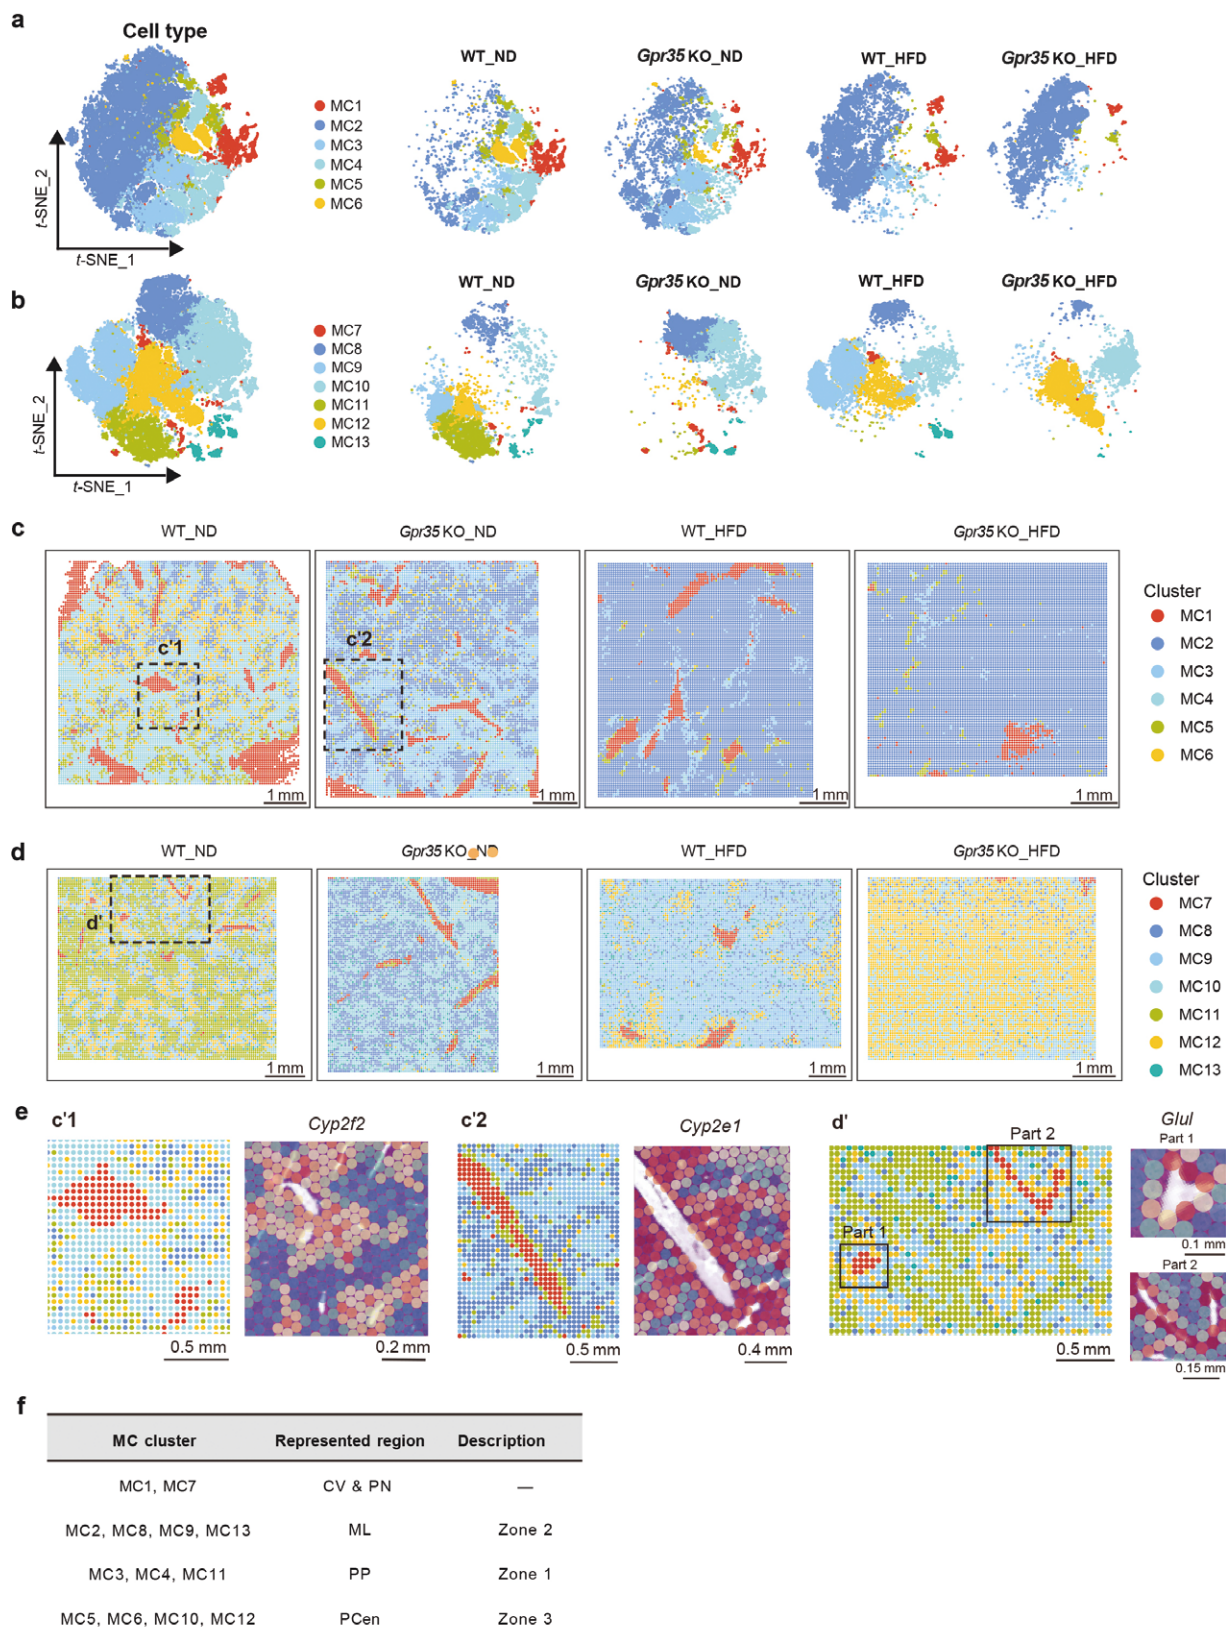 a
Cell type
WT_ND
Gpr35 KO_ND
WT_HFD
Gpr35 KO_HFD
MC1
MC2
MC3
MC4
MC5
MC6
t-SNE_2
t-SNE_1
b
WT_ND
Gpr35 KO_ND
WT_HFD
Gpr35 KO_HFD
MC7
MC8
MC9
MC10
MC11
MC12
MC13
t-SNE_2
t-SNE_1
c
WT_ND
Gpr35 KO_ND
WT_HFD
Gpr35 KO_HFD
c'1
c'2
1 mm
1 mm
1 mm
1 mm
Cluster
MC1
MC2
MC3
MC4
MC5
MC6
d
WT_ND
Gpr35 KO_ND
WT_HFD
Gpr35 KO_HFD
d'
1 mm
1 mm
1 mm
1 mm
Cluster
MC7
MC8
MC9
MC10
MC11
MC12
MC13
e
c'1
Cyp2f2
c'2
Cyp2e1
d'
Glul
Part 2
Part 1
Part 1
0.1 mm
Part 2
0.5 mm
0.2 mm
0.5 mm
0.4 mm
0.5 mm
0.15 mm
f
MC cluster Represented region Description
MC1, MC7 CV & PN —
MC2, MC8, MC9, MC13 ML Zone 2
MC3, MC4, MC11 PP Zone 1
MC5, MC6, MC10, MC12 PCen Zone 3